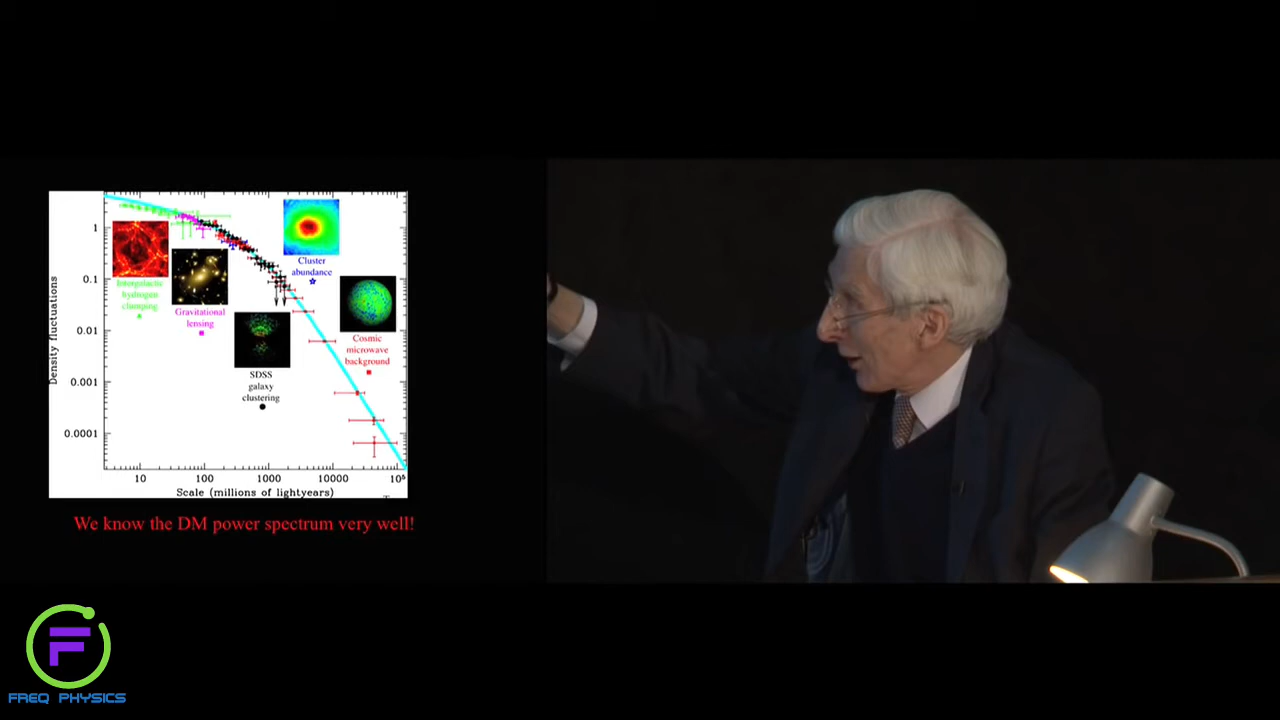 1
0.1
0.01
0.001
0.0001
Density fluctuations
Intergalactic
hydrogen
clumping
Gravitational
lensing
SDSS
galaxy
clustering
Cluster
abundance
Cosmic
microwave
background
10
100
1000
10000
10⁵
Scale (millions of lightyears)
We know the DM power spectrum very well!
F
FREQ PHYSICS